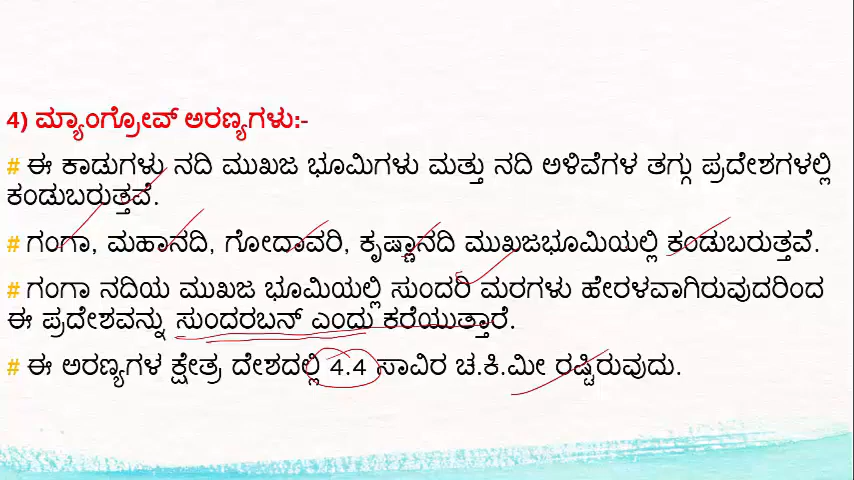 4) ಮ್ಯಾಂಗ್ರೋವ್ ಅರಣ್ಯಗಳು:-
# ಈ ಕಾಡುಗಳು ನದಿ ಮುಖಜ ಭೂಮಿಗಳು ಮತ್ತು ನದಿ ಅಳಿವೆಗಳ ತಗ್ಗು ಪ್ರದೇಶಗಳಲ್ಲಿ
ಕಂಡುಬರುತ್ತವೆ.
# ಗಂಗಾ, ಮಹಾನದಿ, ಗೋದಾವರಿ, ಕೃಷ್ಣಾನದಿ ಮುಖಜಭೂಮಿಯಲ್ಲಿ ಕಂಡುಬರುತ್ತವೆ.
# ಗಂಗಾ ನದಿಯ ಮುಖಜ ಭೂಮಿಯಲ್ಲಿ ಸುಂದರಿ ಮರಗಳು ಹೇರಳವಾಗಿರುವುದರಿಂದ
ಈ ಪ್ರದೇಶವನ್ನು ಸುಂದರಬನ್ ಎಂದು ಕರೆಯುತ್ತಾರೆ.
# ಈ ಅರಣ್ಯಗಳ ಕ್ಷೇತ್ರ ದೇಶದಲ್ಲಿ 4.4 ಸಾವಿರ ಚ.ಕಿ.ಮೀ ರಷ್ಟಿರುವುದು.